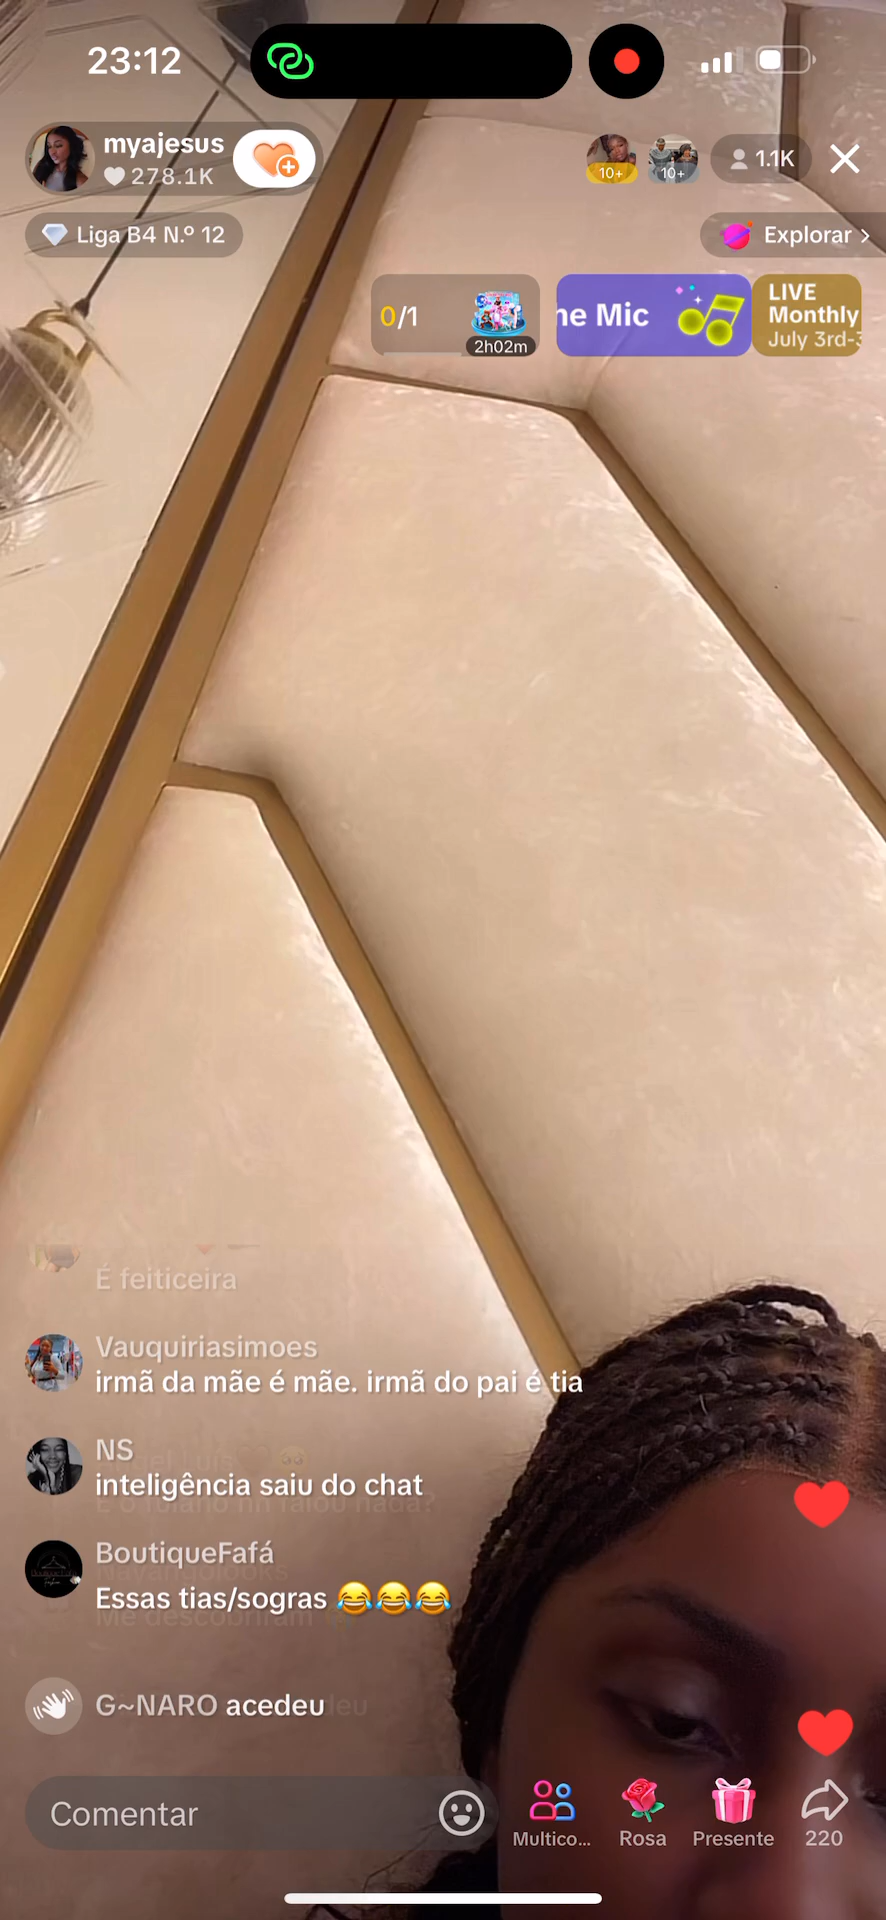 23:12
myajesus
278.1K
10+
10+
1.1K
Liga B4 N.º 12
Explorar
0/1
2h02m
ne Mic
LIVE
Monthly
July 3rd-3
É feiticeira
Vauquiriasimoes
irmã da mãe é mãe. irmã do pai é tia
NS
inteligência saiu do chat
BoutiqueFafá
Essas tias/sogras 😂😂😂
G~NARO acedeu
Comentar
Multico...
Rosa
Presente
220